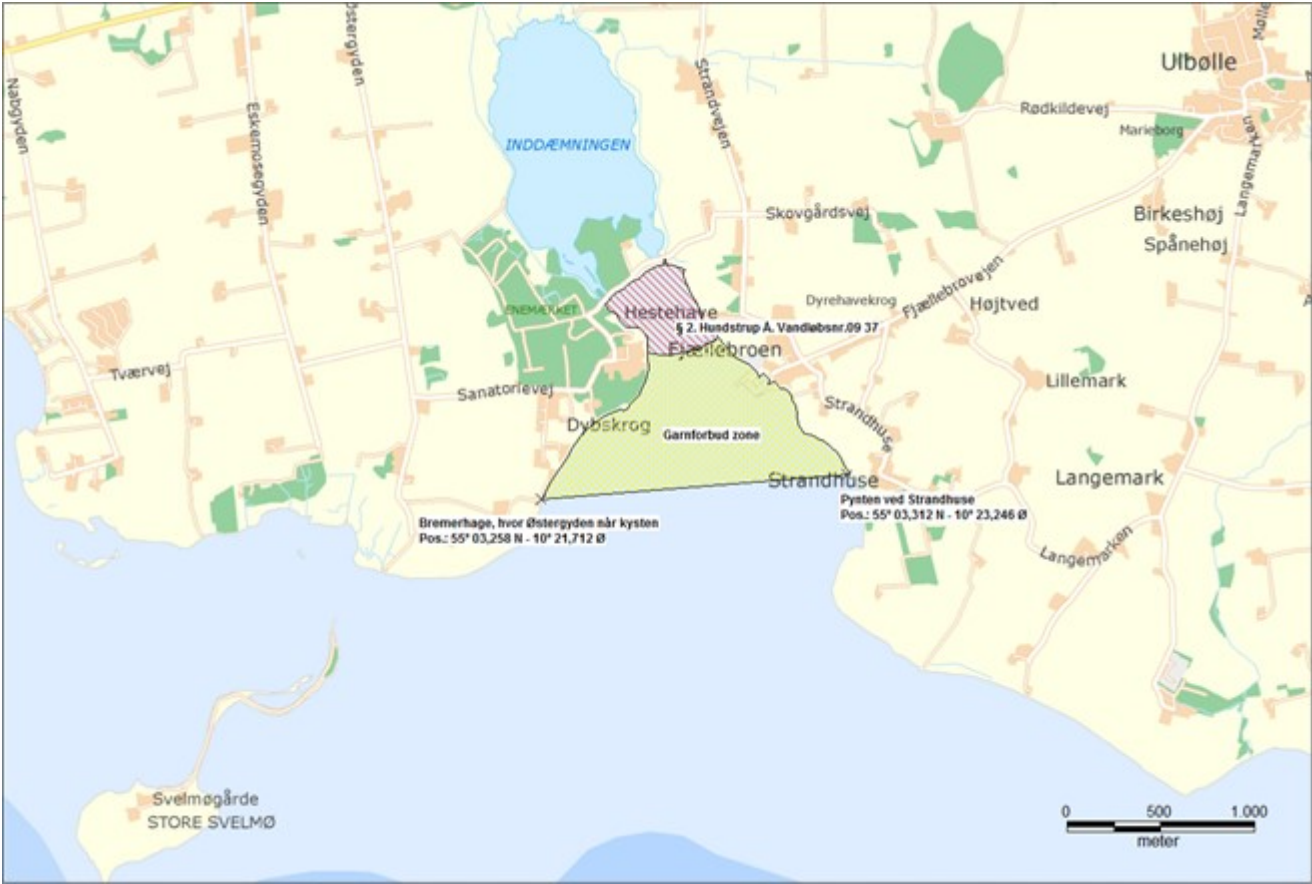 Østergyden
Mølle
Ulbølle
Nabgyden
Eskemosegyden
Strandvejen
Rødkildevej
Marieborg
Langemarken
INDDÆMNINGEN
Skovgårdsvej
Birkeshøj
Spånehøj
Dyrehavekrog
Fjællebrovejen
Højtved
ENEMÆRKET
Hestehave
§ 2. Hundstrup Å. Vandløbsnr.09 37
Fjællebroen
Tværvej
Sanatorievej
Lillemark
Strandhuse
Dybskrog
Garnforbud zone
Strandhuse
Langemark
Pynten ved Strandhuse
Pos.: 55° 03,312 N - 10° 23,246 Ø
Bremerhage, hvor Østergyden når kysten
Pos.: 55° 03,258 N - 10° 21,712 Ø
Langemarken
Svelmøgårde
STORE SVELMØ
0 500 1.000
meter